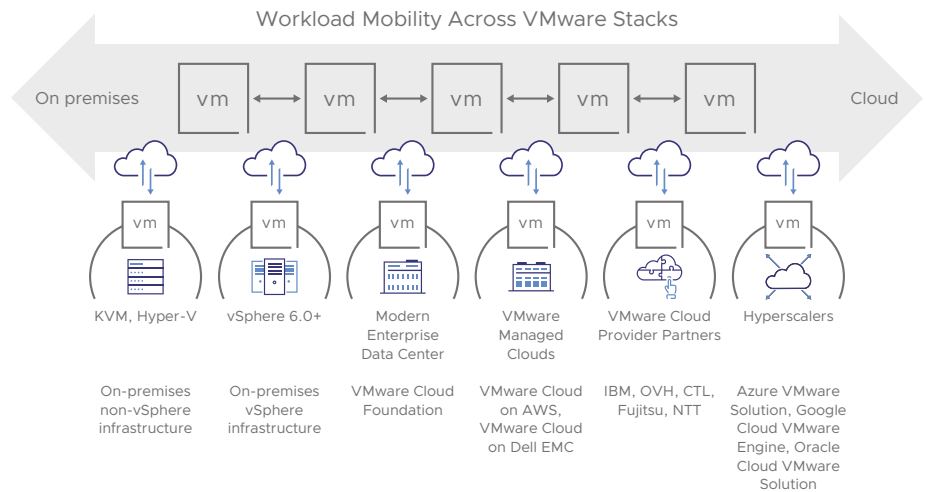 Workload Mobility Across VMware Stacks
On premises
vm
vm
vm
vm
vm
Cloud
vm
vm
vm
vm
vm
vm
KVM, Hyper-V
On-premises
non-vSphere
infrastructure
vSphere 6.0+
On-premises
vSphere
infrastructure
Modern
Enterprise
Data Center
VMware Cloud
Foundation
VMware
Managed
Clouds
VMware Cloud
on AWS,
VMware Cloud
on Dell EMC
VMware Cloud
Provider Partners
IBM, OVH, CTL,
Fujitsu, NTT
Hyperscalers
Azure VMware
Solution, Google
Cloud VMware
Engine, Oracle
Cloud VMware
Solution